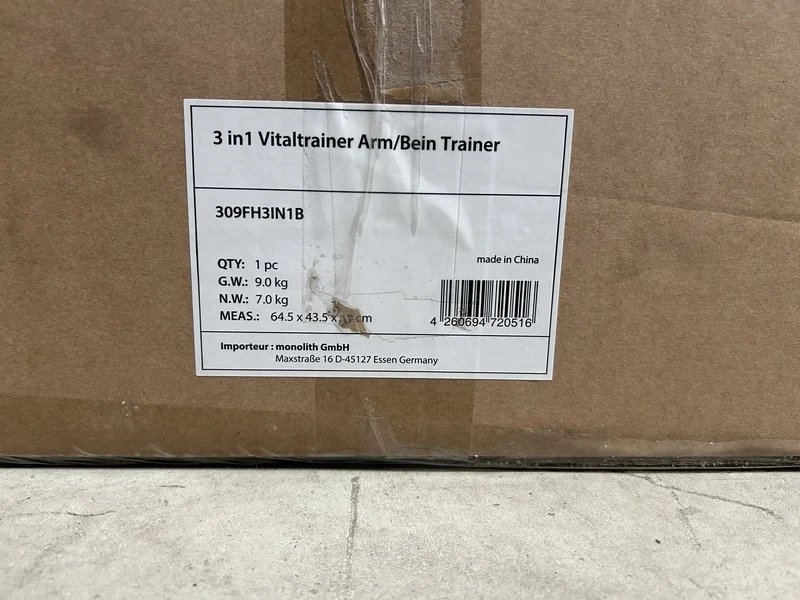 3 in1 Vitaltrainer Arm/Bein Trainer
309FH3IN1B
QTY: 1 pc
G.W.: 9.0 kg
N.W.: 7.0 kg
MEAS.: 64.5 x 43.5 x cm
made in China
4 260694 720516
Importeur : monolith GmbH
Maxstraße 16 D-45127 Essen Germany